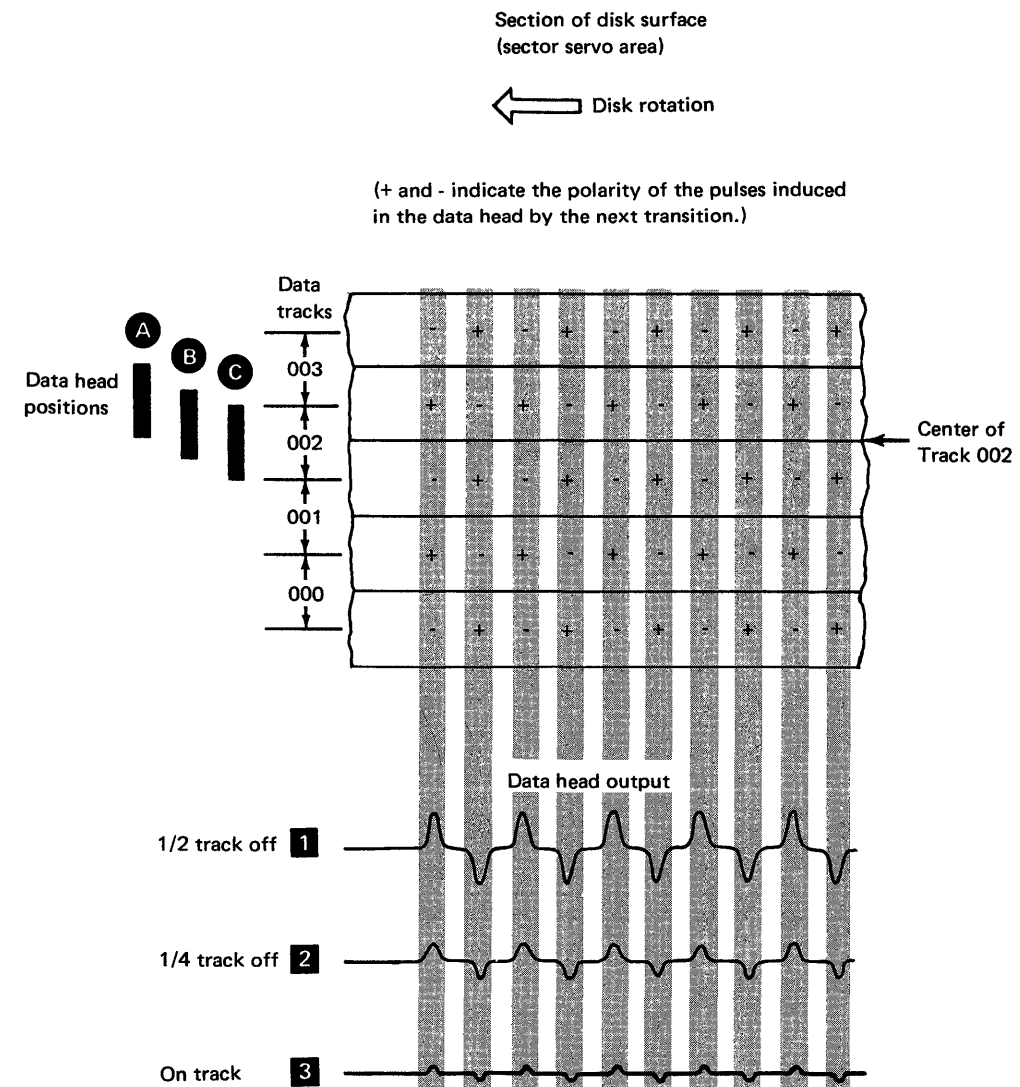 Section of disk surface
(sector servo area)
Disk rotation
(+ and - indicate the polarity of the pulses induced
in the data head by the next transition.)
Data
tracks
A
B
C
Data head
positions
003
002
001
000
- + - + - + - + - +
+ - + - + - + - + -
- + - + - + - + - +
+ - + - + - + - + -
- + - + - + - + - +
Center of
Track 002
Data head output
1/2 track off 1
1/4 track off 2
On track 3